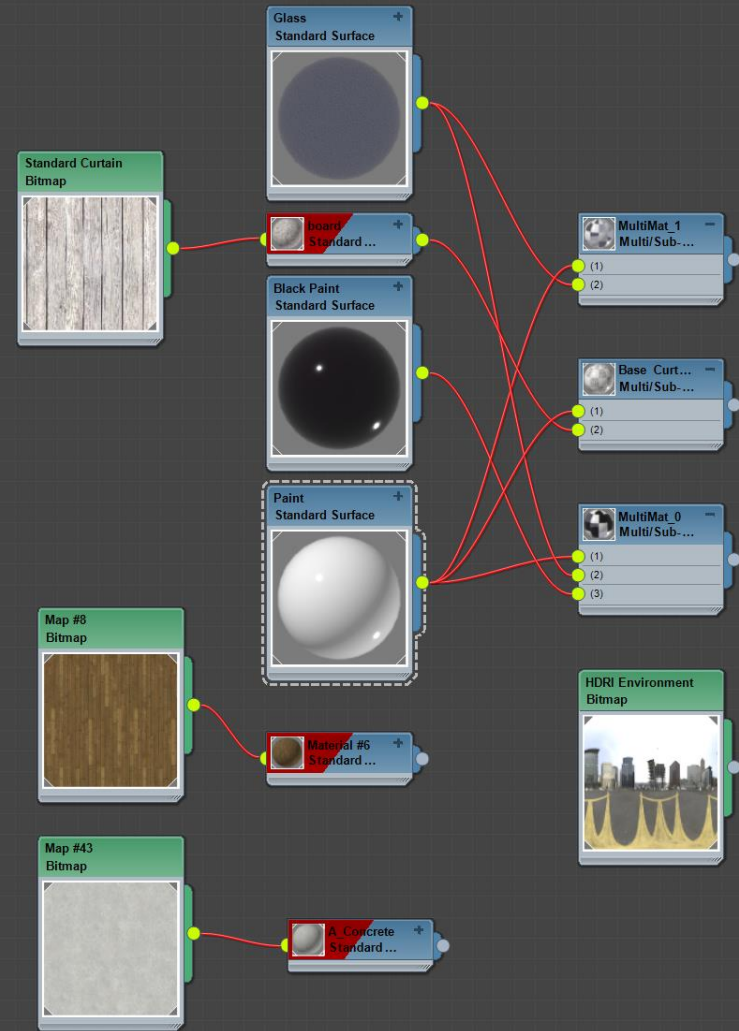 Glass
Standard Surface
Standard Curtain
Bitmap
board
Standard ...
Black Paint
Standard Surface
Paint
Standard Surface
MultiMat_1
Multi/Sub-...
(1)
(2)
Base Curt...
Multi/Sub-...
(1)
(2)
MultiMat_0
Multi/Sub-...
(1)
(2)
(3)
Map #8
Bitmap
Material #6
Standard ...
HDRI Environment
Bitmap
Map #43
Bitmap
A_Concrete
Standard ...